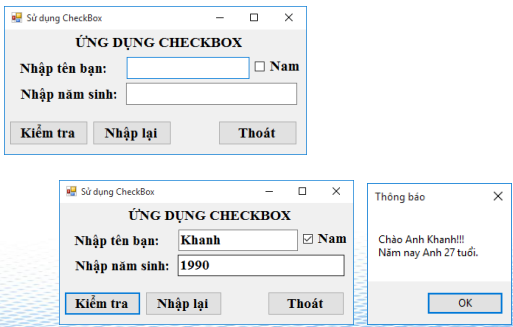 Sử dụng CheckBox
ỨNG DỤNG CHECKBOX
Nhập tên bạn: Nam
Nhập năm sinh:
Kiểm tra Nhập lại Thoát
Sử dụng CheckBox
ỨNG DỤNG CHECKBOX
Nhập tên bạn: Khanh Nam
Nhập năm sinh: 1990
Kiểm tra Nhập lại Thoát
Thông báo
Chào Anh Khanh!!!
Năm nay Anh 27 tuổi.
OK